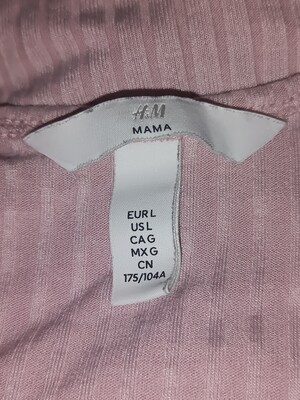 H&M
MAMA
EUR L
US L
CA G
MX G
CN
175/104A